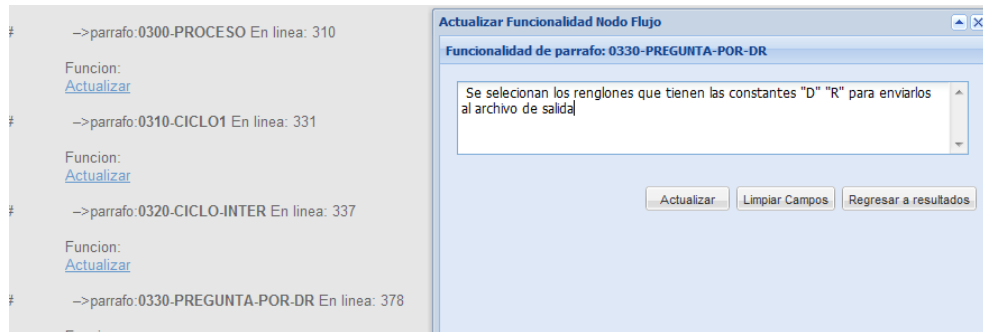 # -->parrafo:0300-PROCESO En linea: 310
Funcion:
Actualizar
# -->parrafo:0310-CICLO1 En linea: 331
Funcion:
Actualizar
# -->parrafo:0320-CICLO-INTER En linea: 337
Funcion:
Actualizar
# -->parrafo:0330-PREGUNTA-POR-DR En linea: 378
Actualizar Funcionalidad Nodo Flujo
Funcionalidad de parrafo: 0330-PREGUNTA-POR-DR
Se selecionan los renglones que tienen las constantes "D" "R" para enviarlos
al archivo de salida
Actualizar Limpiar Campos Regresar a resultados